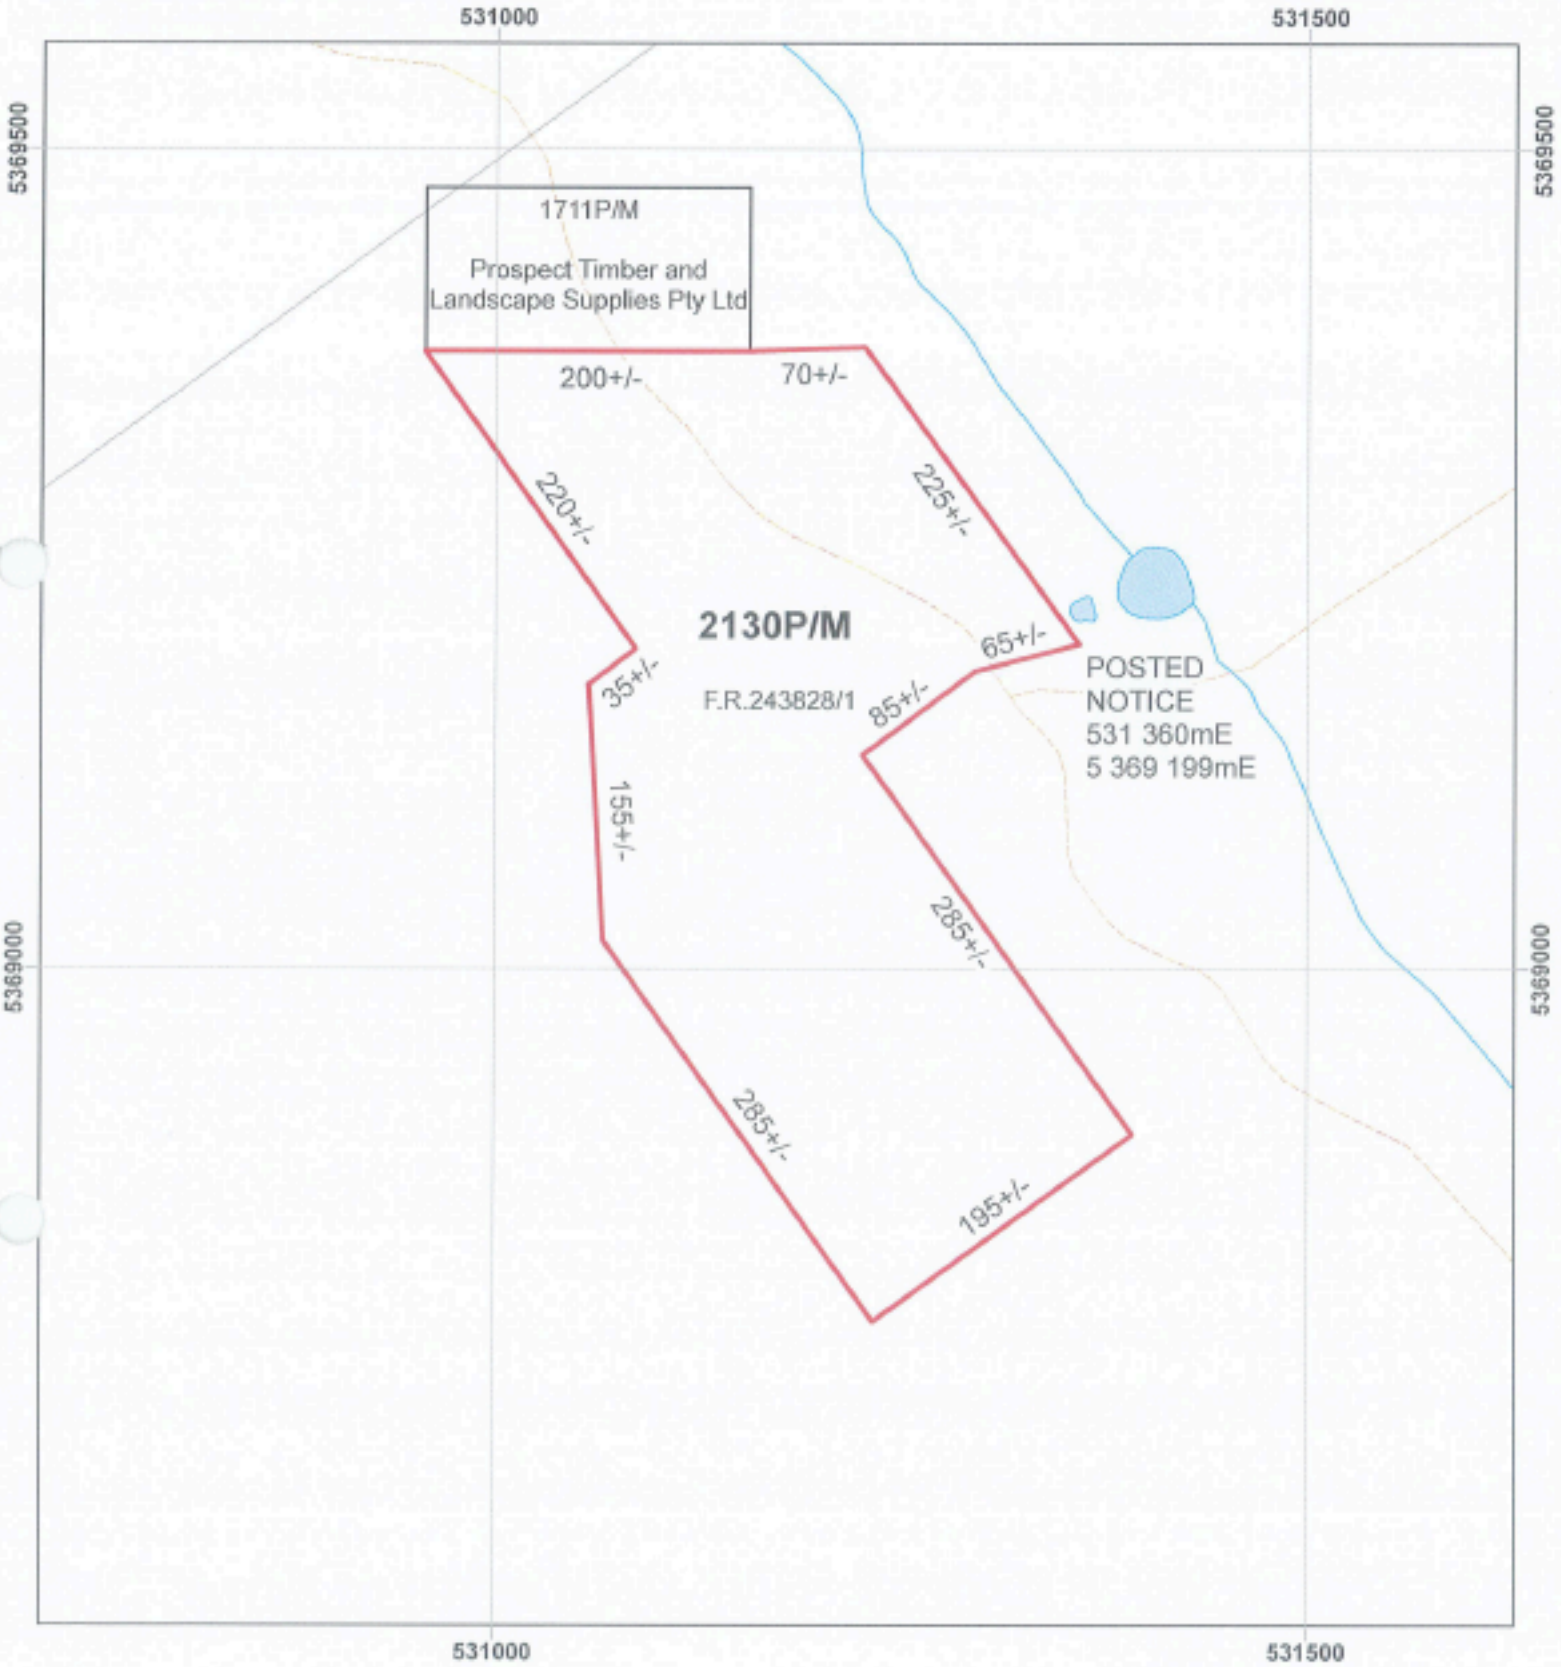 531000
531500
5369500
5369500
1711P/M
Prospect Timber and
Landscape Supplies Pty Ltd
200+/-
70+/-
220+/-
225+/-
2130P/M
65+/-
35+/-
F.R.243828/1
85+/-
POSTED
NOTICE
531 360mE
5 369 199mE
155+/-
285+/-
5369000
5369000
285+/-
195+/-
531000
531500